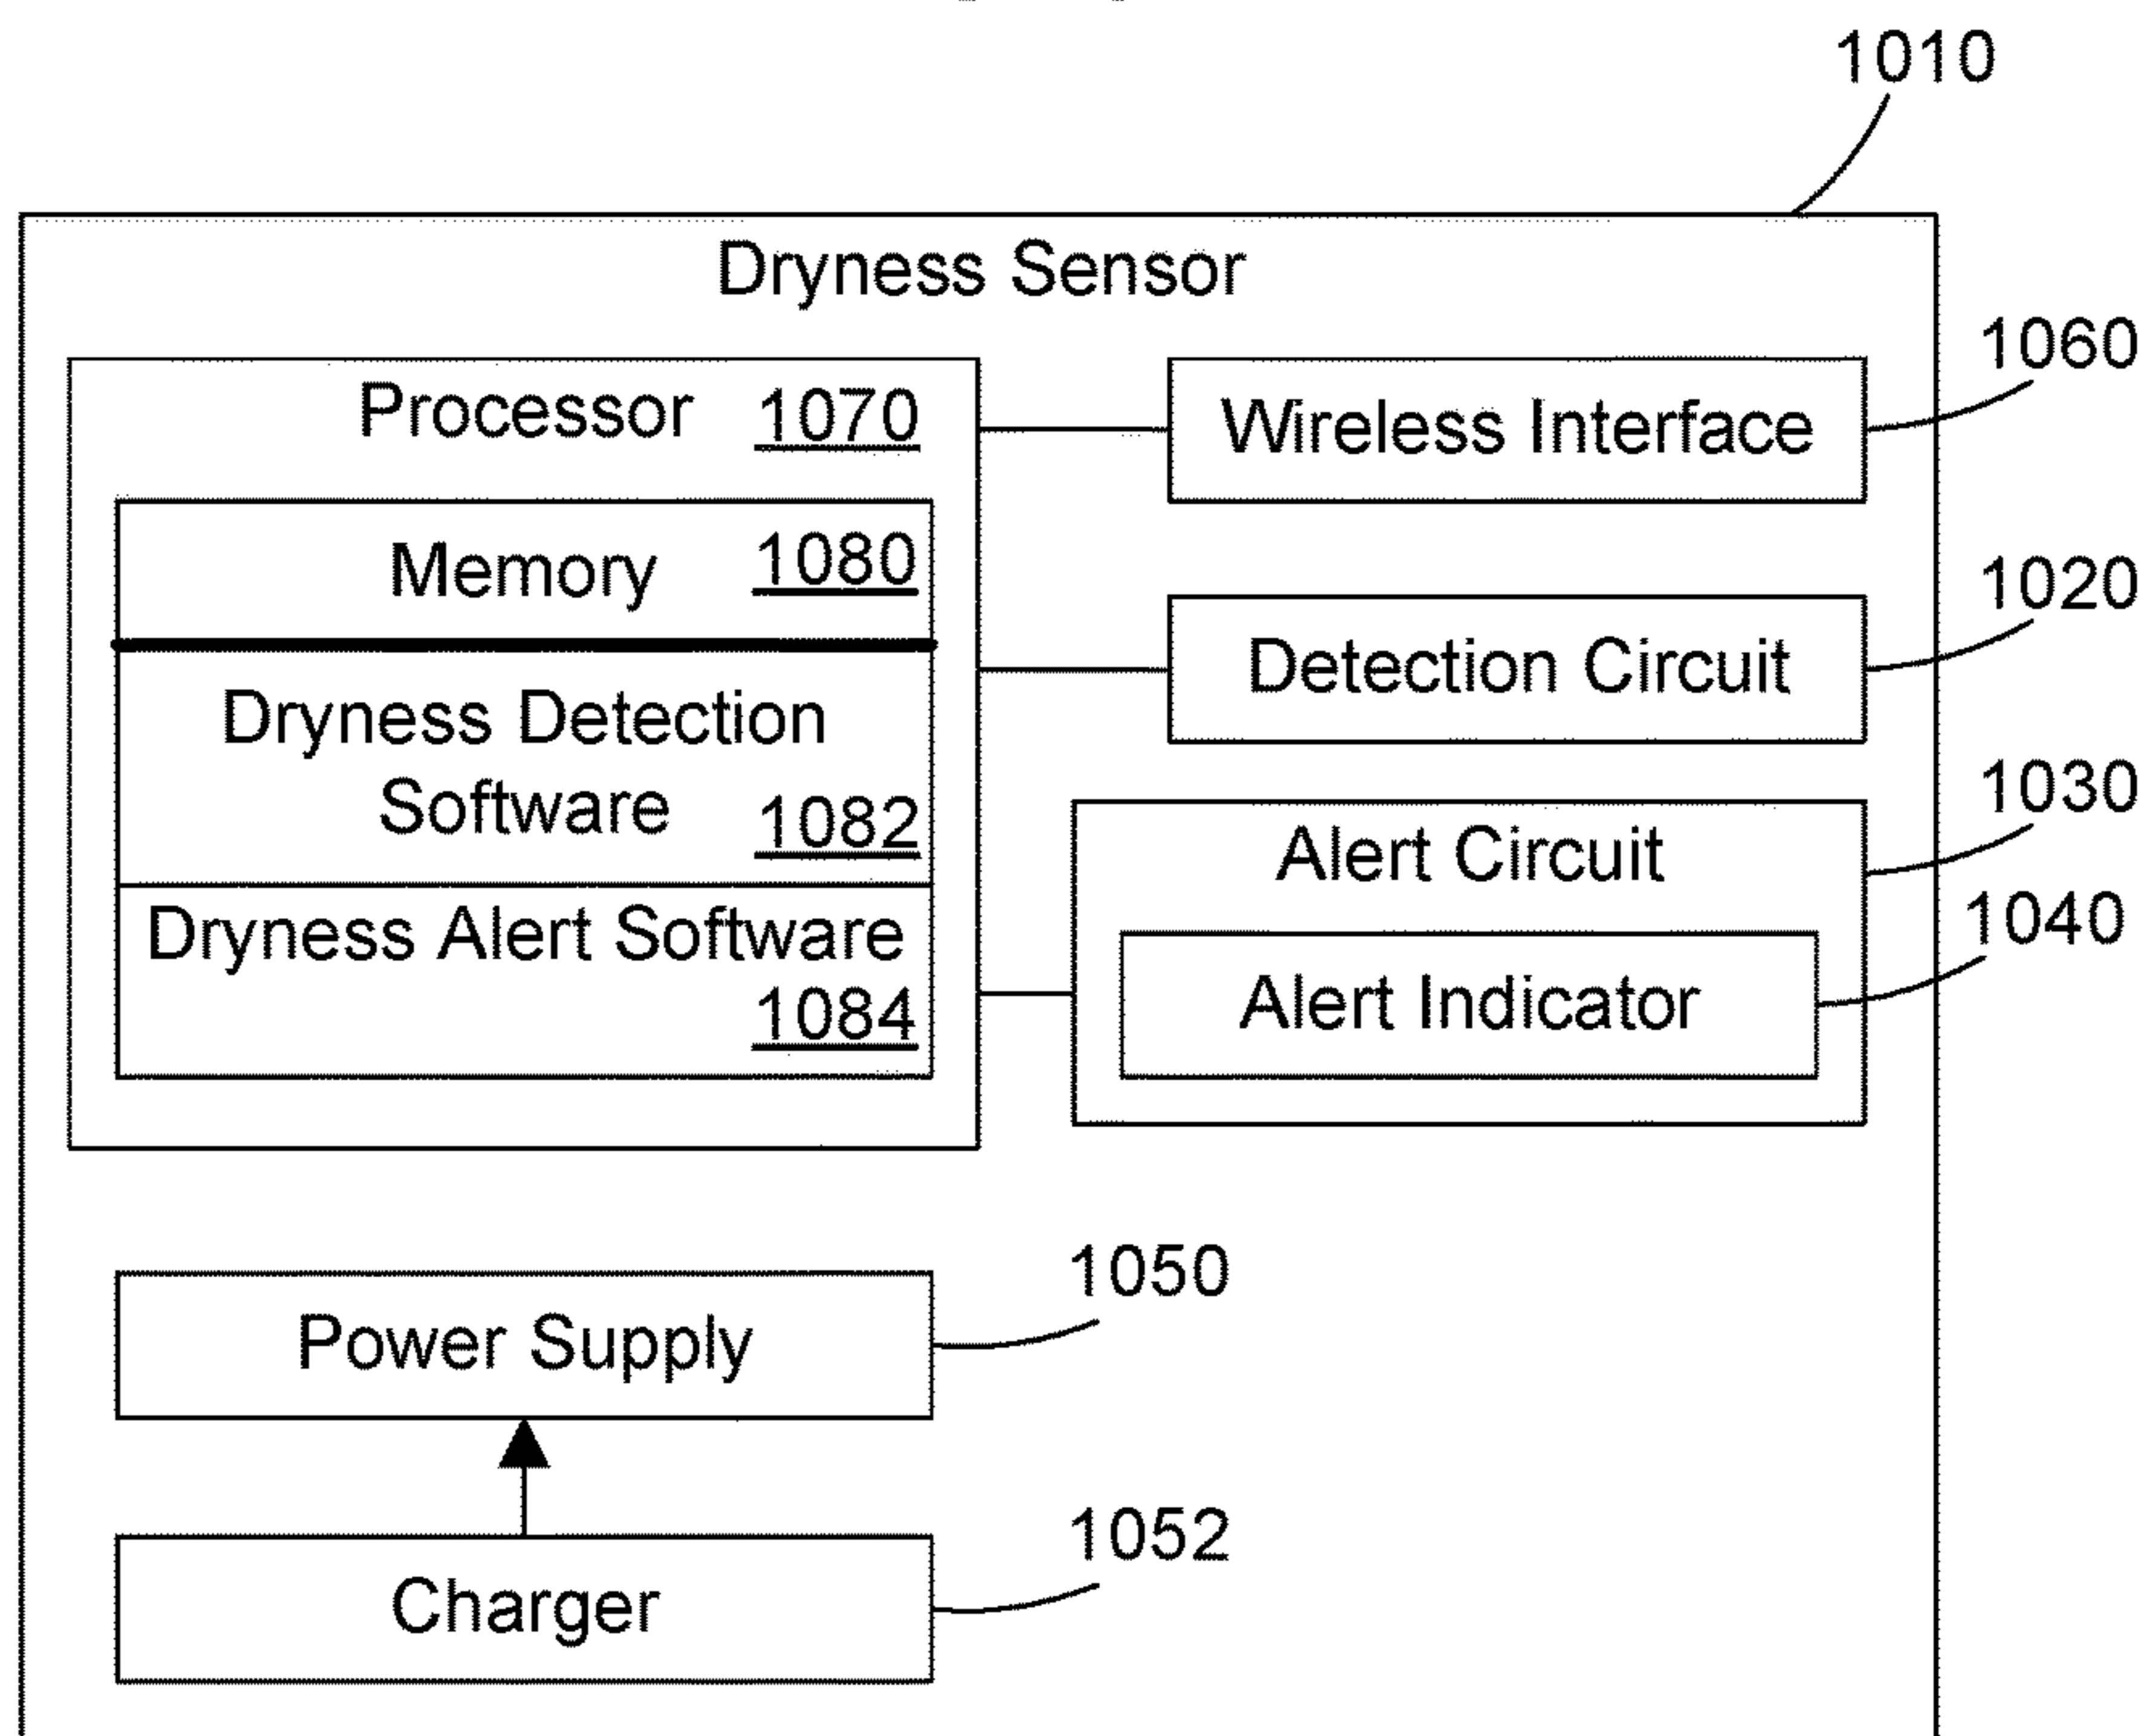 1010
Dryness Sensor
Processor 1070
Memory 1080
Dryness Detection
Software 1082
Dryness Alert Software
1084
Wireless Interface
1060
Detection Circuit
1020
Alert Circuit
1030
Alert Indicator
1040
Power Supply
1050
Charger
1052